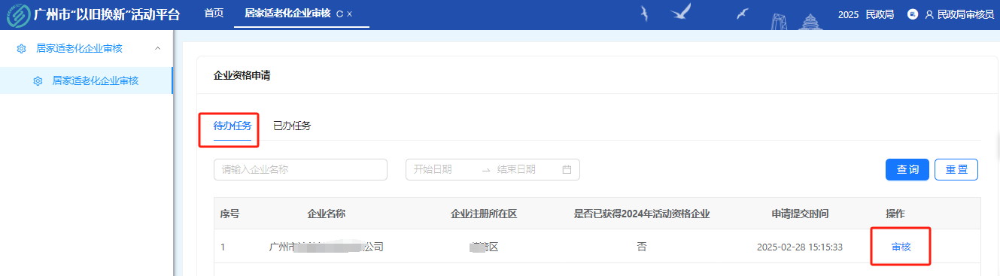 广州市“以旧换新”活动平台 首页 居家适老化企业审核 2025 民政局 民政局审核员
居家适老化企业审核
居家适老化企业审核
企业资格申请
待办任务 已办任务
请输入企业名称 开始日期 → 结束日期 查 询 重 置
序号 企业名称 企业注册所在区 是否已获得2024年活动资格企业 申请提交时间 操作
1 广州市 公司 区 否 2025-02-28 15:15:33 审核